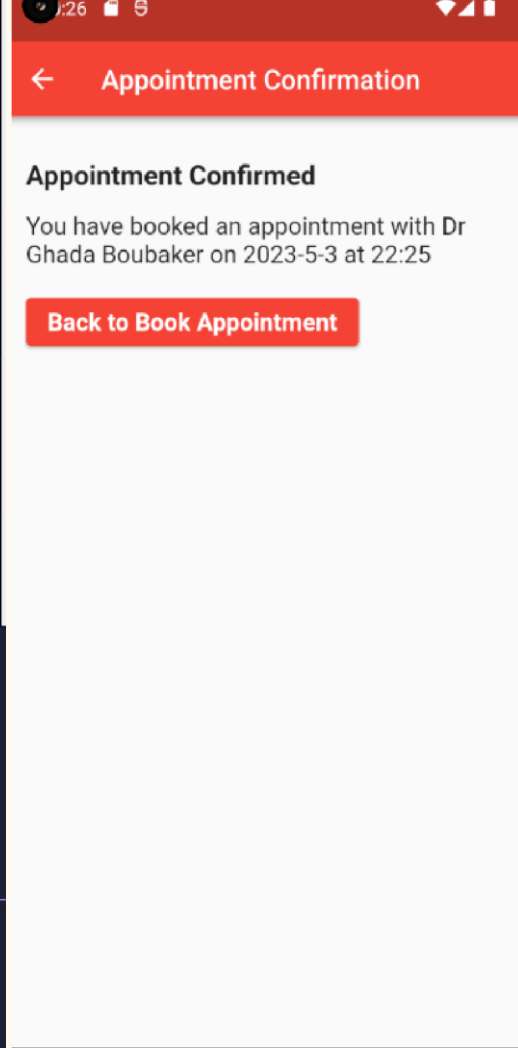 :26
Appointment Confirmation
Appointment Confirmed
You have booked an appointment with Dr
Ghada Boubaker on 2023-5-3 at 22:25
Back to Book Appointment